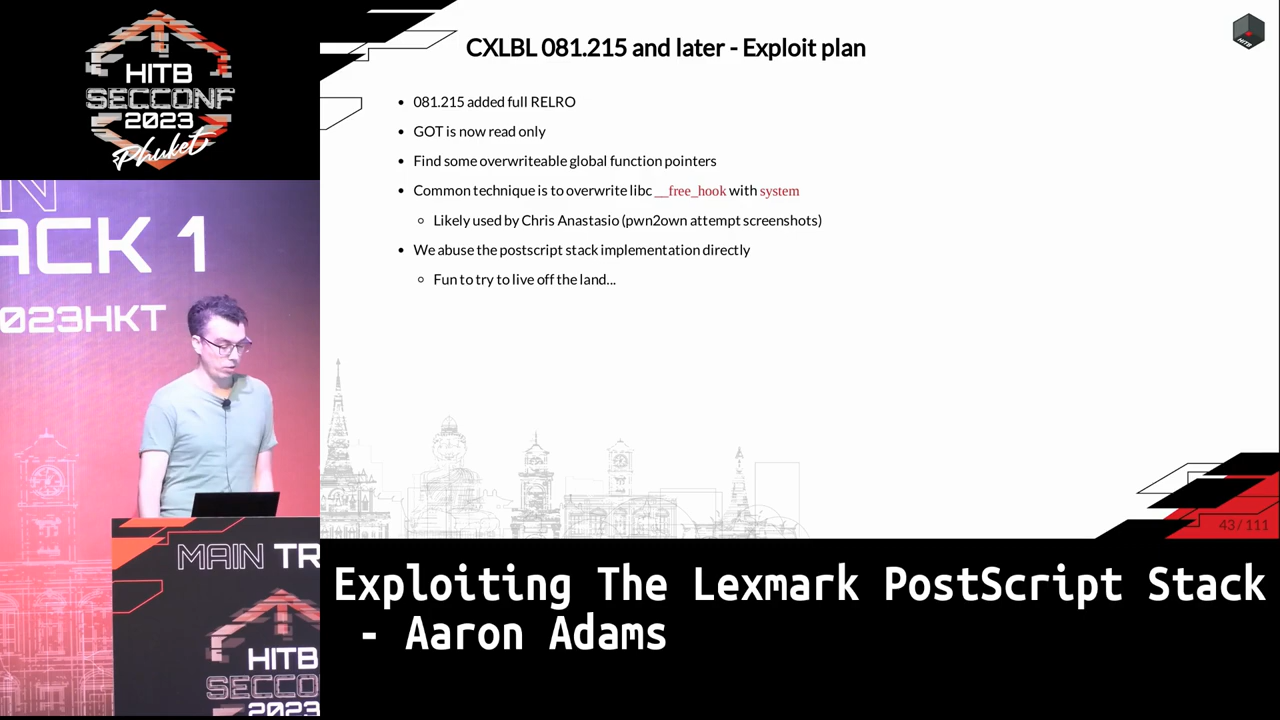 HITB
SECCONF
2023
Phuket
ACK 1
023HKT
MAIN TR
HITB
SECCO
2023
CXLBL 081.215 and later - Exploit plan
HITB
• 081.215 added full RELRO
• GOT is now read only
• Find some overwriteable global function pointers
• Common technique is to overwrite libc __free_hook with system
◦ Likely used by Chris Anastasio (pwn2own attempt screenshots)
• We abuse the postscript stack implementation directly
◦ Fun to try to live off the land...
43 / 111
Exploiting The Lexmark PostScript Stack
- Aaron Adams